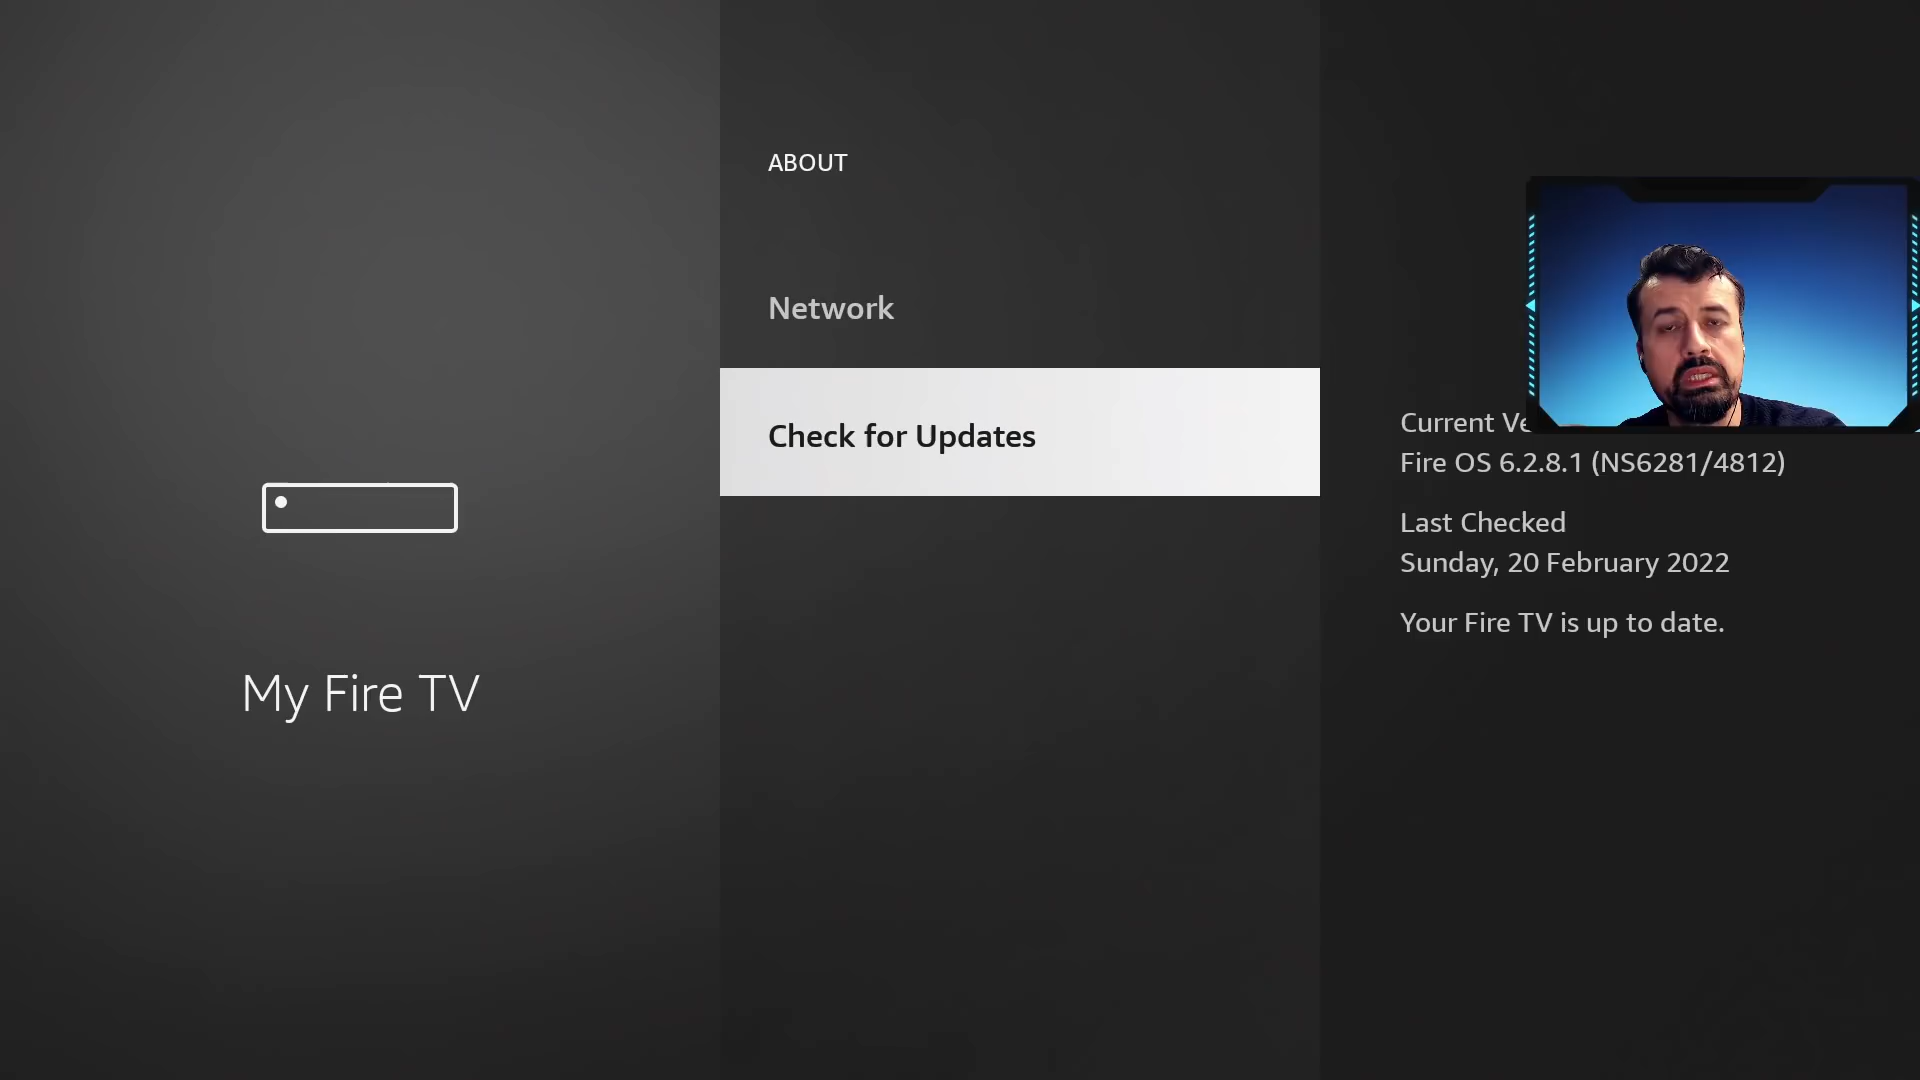 ABOUT
Network
Check for Updates
My Fire TV
Current
Fire OS 6.2.8.1 (NS6281/4812)
Last Checked
Sunday, 20 February 2022
Your Fire TV is up to date.